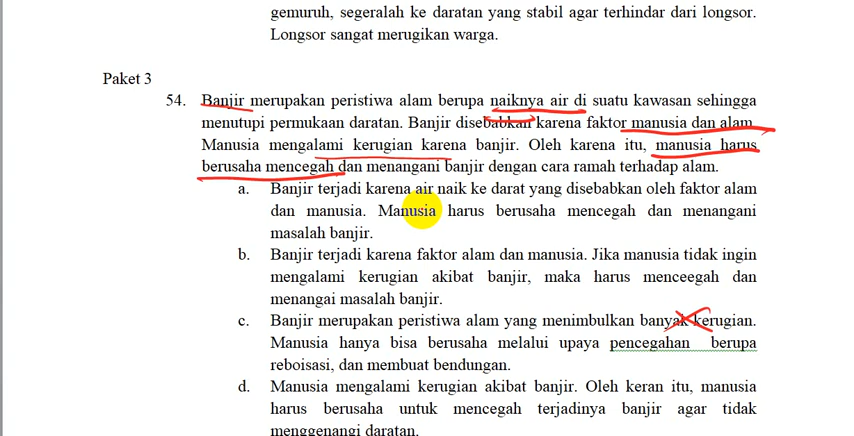 gemuruh, segeralah ke daratan yang stabil agar terhindar dari longsor.
Longsor sangat merugikan warga.
Paket 3
54. Banjir merupakan peristiwa alam berupa naiknya air di suatu kawasan sehingga
menutupi permukaan daratan. Banjir disebabkan karena faktor manusia dan alam.
Manusia mengalami kerugian karena banjir. Oleh karena itu, manusia harus
berusaha mencegah dan menangani banjir dengan cara ramah terhadap alam.
a. Banjir terjadi karena air naik ke darat yang disebabkan oleh faktor alam
dan manusia. Manusia harus berusaha mencegah dan menangani
masalah banjir.
b. Banjir terjadi karena faktor alam dan manusia. Jika manusia tidak ingin
mengalami kerugian akibat banjir, maka harus menceegah dan
menangai masalah banjir.
c. Banjir merupakan peristiwa alam yang menimbulkan banyak kerugian.
Manusia hanya bisa berusaha melalui upaya pencegahan berupa
reboisasi, dan membuat bendungan.
d. Manusia mengalami kerugian akibat banjir. Oleh keran itu, manusia
harus berusaha untuk mencegah terjadinya banjir agar tidak
menggenangi daratan.